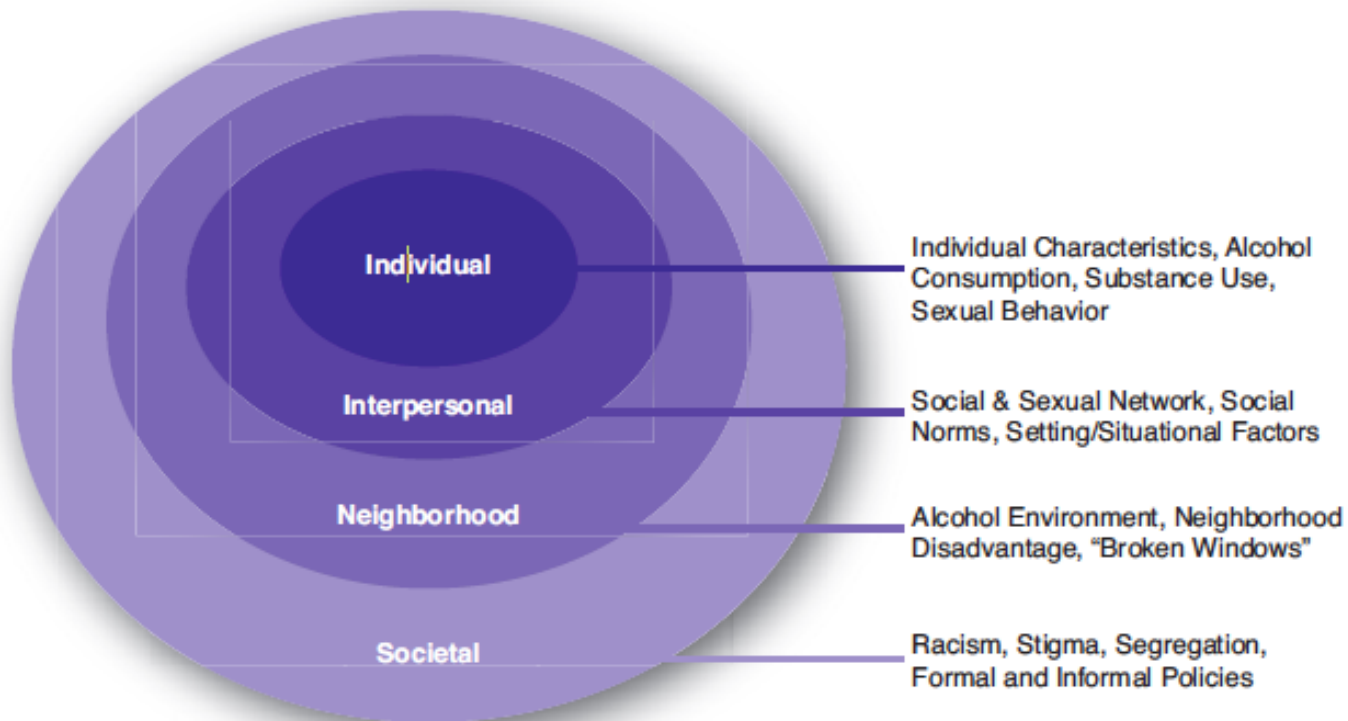 Individual
Individual Characteristics, Alcohol
Consumption, Substance Use,
Sexual Behavior
Interpersonal
Social & Sexual Network, Social
Norms, Setting/Situational Factors
Neighborhood
Alcohol Environment, Neighborhood
Disadvantage, “Broken Windows”
Societal
Racism, Stigma, Segregation,
Formal and Informal Policies